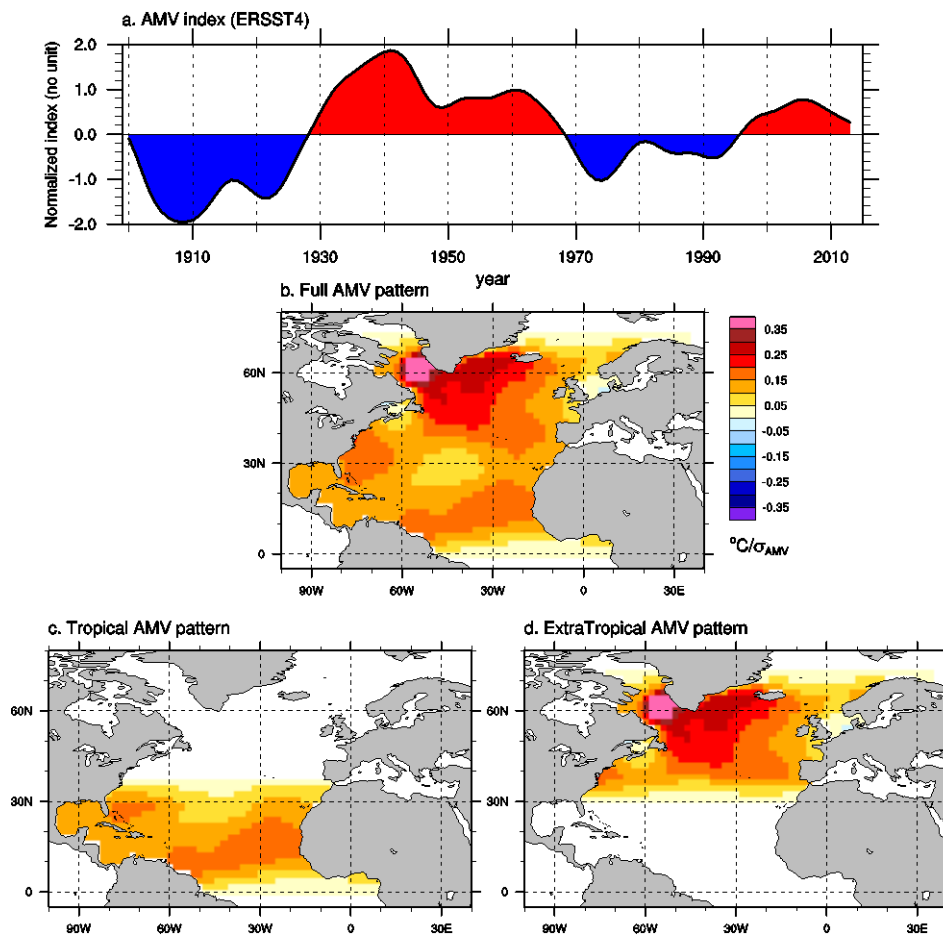 a. AMV index (ERSST4)
Normalized index (no unit)
2.0
1.0
0.0
-1.0
-2.0
1910 1930 1950 1970 1990 2010
year
b. Full AMV pattern
60N
30N
0
90W 60W 30W 0 30E
0.35
0.25
0.15
0.05
-0.05
-0.15
-0.25
-0.35
°C/σAMV
c. Tropical AMV pattern
60N
30N
0
90W 60W 30W 0 30E
d. ExtraTropical AMV pattern
60N
30N
0
90W 60W 30W 0 30E